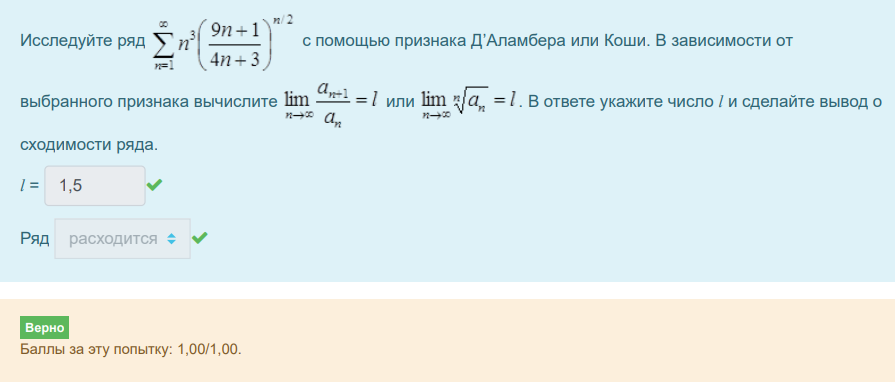 Исследуйте ряд $\sum_{n=1}^{\infty} n^3 \left( \frac{9n+1}{4n+3} \right)^{n/2}$ с помощью признака Д’Аламбера или Коши. В зависимости от
выбранного признака вычислите $\lim_{n \to \infty} \frac{a_{n+1}}{a_n} = l$ или $\lim_{n \to \infty} \sqrt[n]{a_n} = l$. В ответе укажите число l и сделайте вывод о
сходимости ряда.
l = 1,5
Ряд расходится
Верно
Баллы за эту попытку: 1,00/1,00.